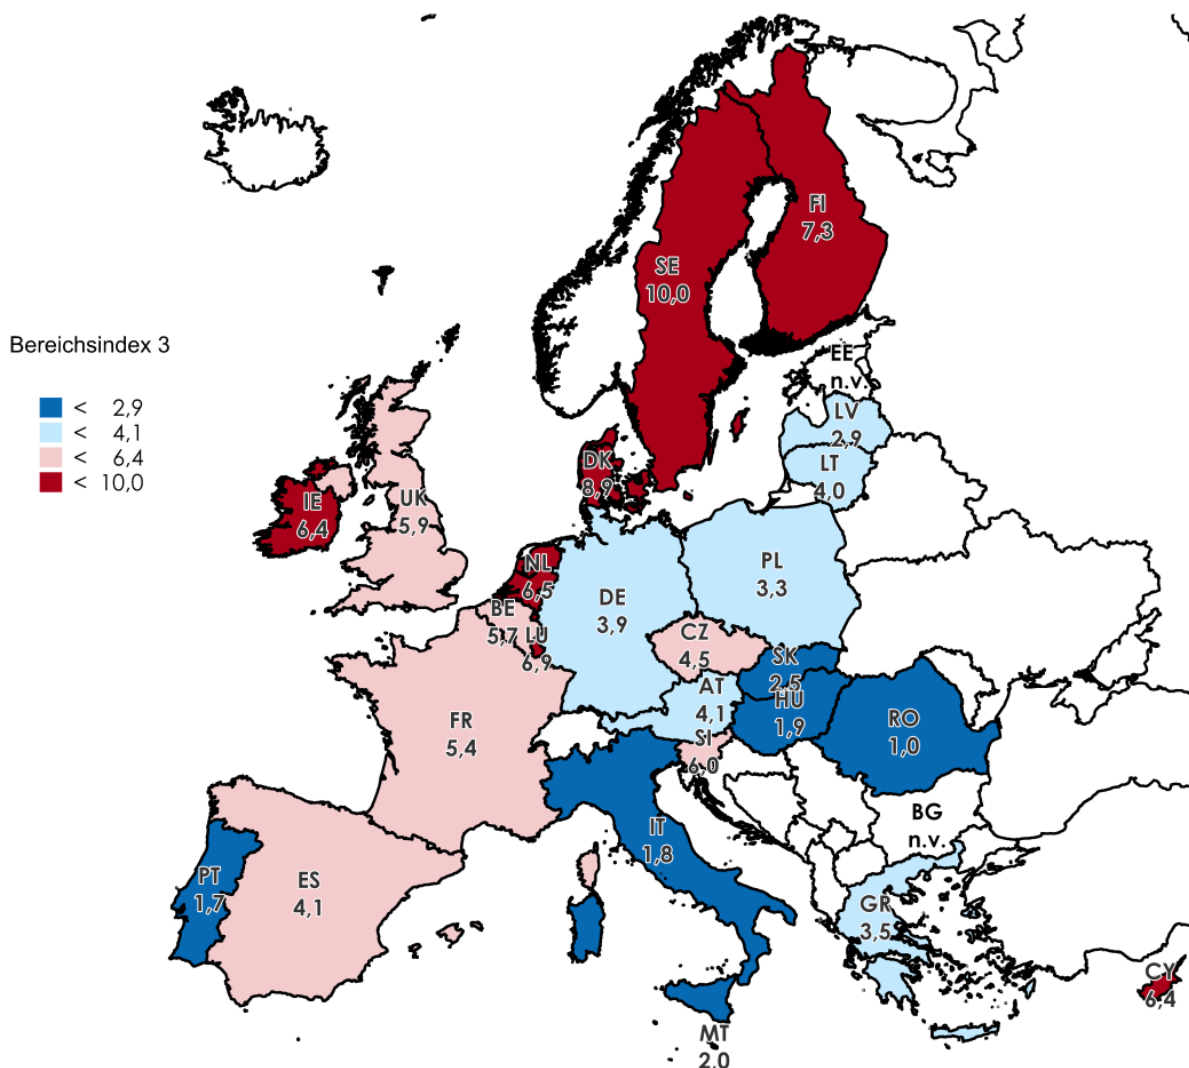 Bereichsindex 3
< 2,9
< 4,1
< 6,4
< 10,0
FI
7,3
SE
10,0
EE
n.v.
LV
2,9
LT
4,0
DK
8,9
IE
6,4
UK
5,9
NL
6,5
BE
5,7
LU
6,9
DE
3,9
PL
3,3
CZ
4,5
SK
2,5
AT
4,1
HU
1,9
SI
6,0
RO
1,0
FR
5,4
BG
n.v.
IT
1,8
PT
1,7
ES
4,1
GR
3,5
CY
6,4
MT
2,0